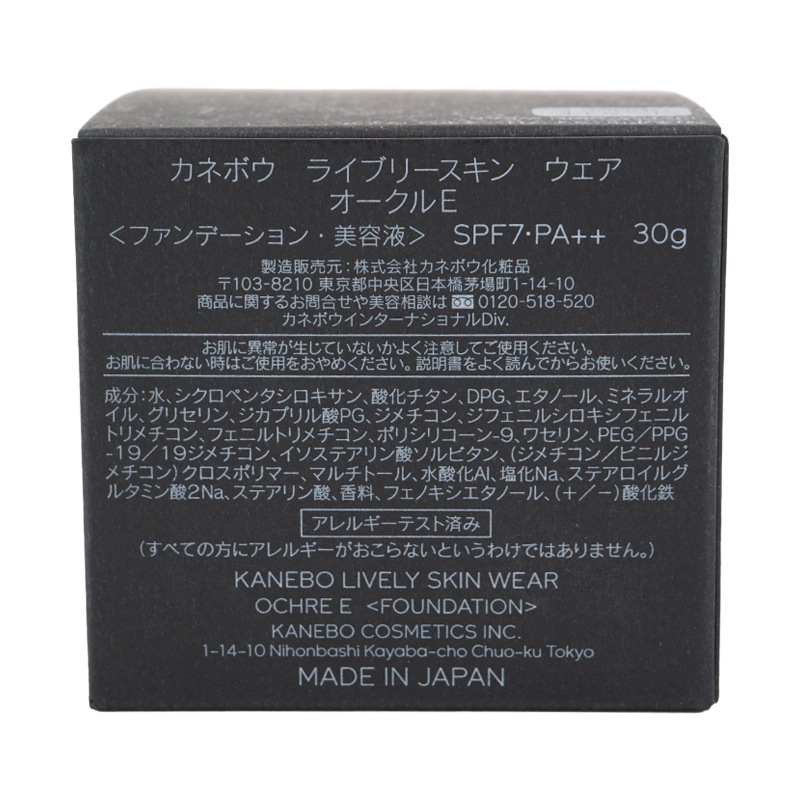 カネボウ ライブリースキン ウェア
オークルE
<ファンデーション・美容液> SPF7・PA++ 30g
製造販売元：株式会社カネボウ化粧品
〒103-8210 東京都中央区日本橋茅場町1-14-10
商品に関するお問合せや美容相談は 0120-518-520
カネボウインターナショナルDiv.
お肌に異常が生じていないかよく注意してご使用ください。
お肌に合わない時はご使用をおやめください。説明書をよく読んでからお使いください。
成分：水、シクロペンタシロキサン、酸化チタン、DPG、エタノール、ミネラルオ
イル、グリセリン、ジカプリル酸PG、ジメチコン、ジフェニルシロキシフェニル
トリメチコン、フェニルトリメチコン、ポリシリコーン-9、ワセリン、PEG/PPG
-19/19ジメチコン、イソステアリン酸ソルビタン、(ジメチコン/ビニルジ
メチコン)クロスポリマー、マルチトール、水酸化Al、塩化Na、ステアロイルグ
ルタミン酸2Na、ステアリン酸、香料、フェノキシエタノール、(+/−)酸化鉄
アレルギーテスト済み
(すべての方にアレルギーがおこらないというわけではありません。)
KANEBO LIVELY SKIN WEAR
OCHRE E <FOUNDATION>
KANEBO COSMETICS INC.
1-14-10 Nihonbashi Kayaba-cho Chuo-ku Tokyo
MADE IN JAPAN